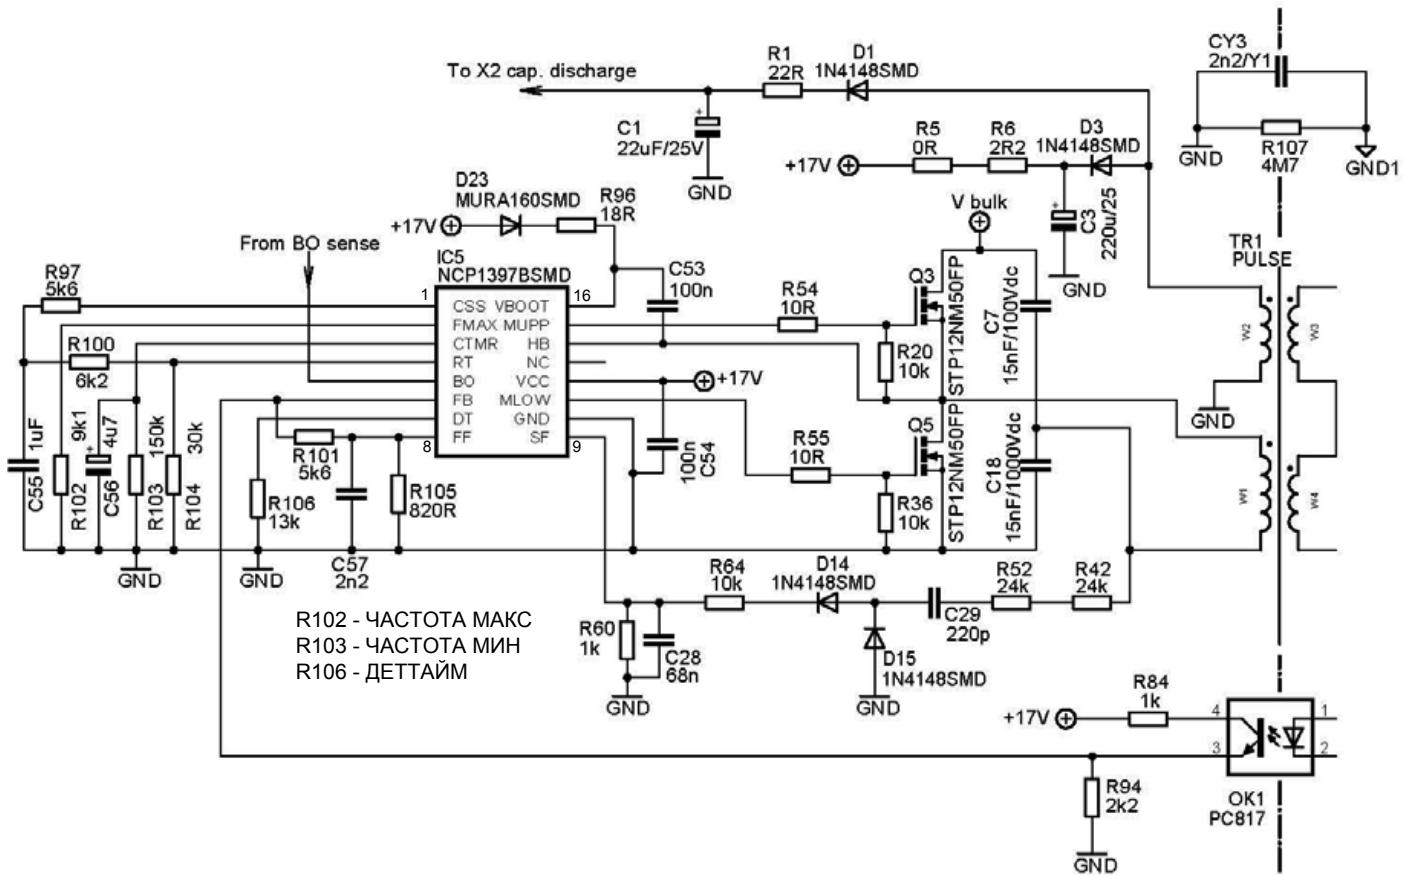 To X2 cap. discharge
R1
22R
D1
1N4148SMD
CY3
2n2/Y1
C1
22uF/25V
GND
R5
0R
R6
2R2
D3
1N4148SMD
+17V
GND
R107
4M7
GND1
D23
MURA160SMD
+17V
R96
18R
V bulk
C3
220u/25
GND
TR1
PULSE
From BO sense
IC5
NCP1397BSMD
R97
5k6
C53
100n
R54
10R
Q3
STP12NM50FP
C7
15nF/100Vdc
1
16
CSS VBOOT
FMAX MUPP
CTMR HB
RT NC
BO VCC
FB MLOW
DT GND
FF SF
8
9
R100
6k2
R20
10k
W2
W3
+17V
GND
1uF
C55
9k1
R102
4u7
C56
150k
R103
30k
R104
R101
5k6
R106
13k
R105
820R
100n
C54
R55
10R
Q5
STP12NM50FP
C18
15nF/1000Vdc
R36
10k
W1
W4
GND
GND
C57
2n2
R64
10k
D14
1N4148SMD
R52
24k
R42
24k
C29
220p
R102 - ЧАСТОТА МАКС
R103 - ЧАСТОТА МИН
R106 - ДЕТТАЙМ
R60
1k
C28
68n
GND
D15
1N4148SMD
GND
+17V
R84
1k
4
1
3
2
R94
2k2
OK1
PC817
GND